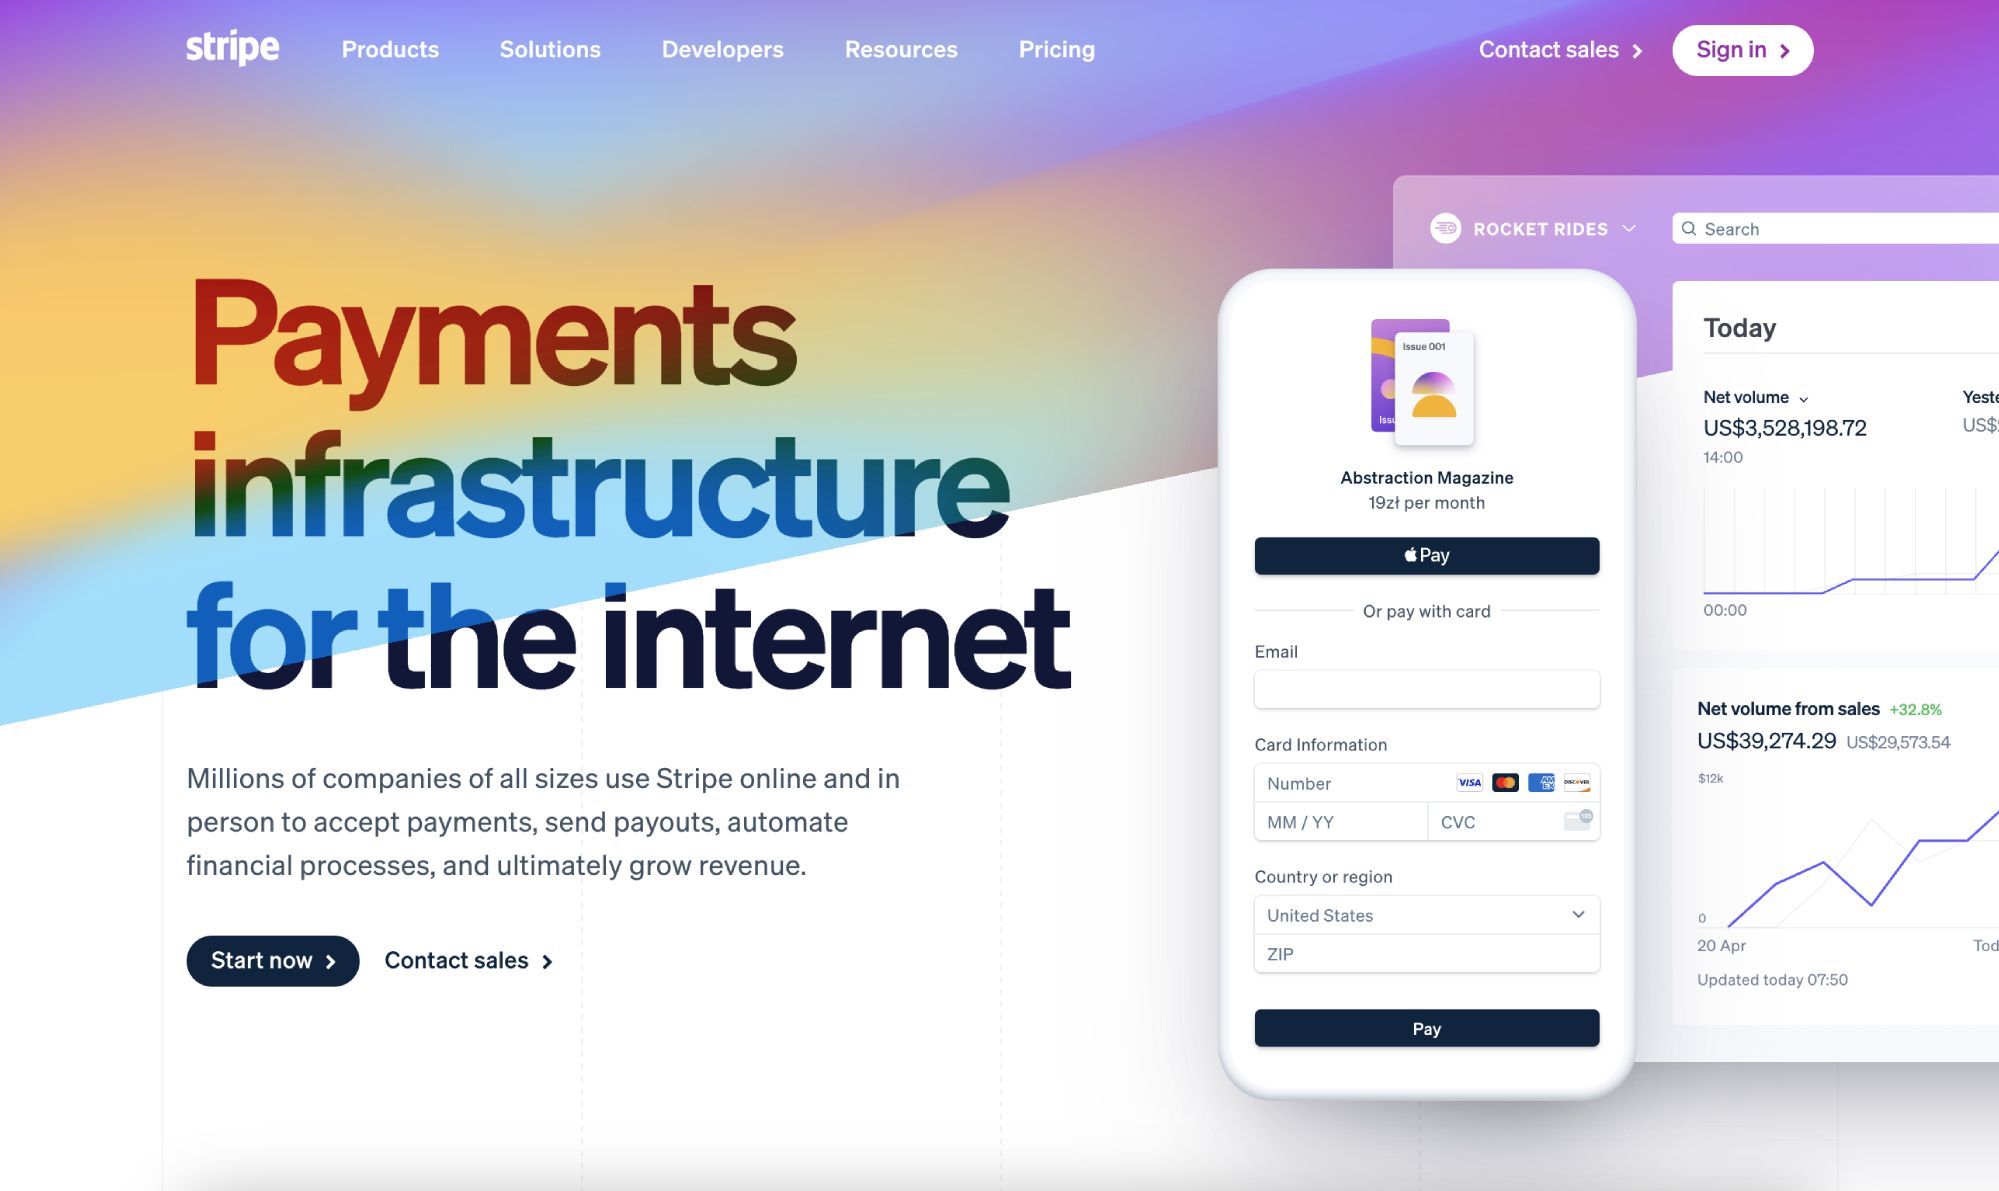 stripe
Products
Solutions
Developers
Resources
Pricing
Contact sales
Sign in
Payments
infrastructure
for the internet
Millions of companies of all sizes use Stripe online and in
person to accept payments, send payouts, automate
financial processes, and ultimately grow revenue.
Start now
Contact sales
Issue 001
Abstraction Magazine
19zł per month
Pay
Or pay with card
Email
Card Information
Number
VISA
AMEX
DISCOVER
MM / YY
CVC
Country or region
United States
ZIP
Pay
ROCKET RIDES
Search
Today
Net volume
US$3,528,198.72
14:00
00:00
Net volume from sales +32.8%
US$39,274.29 US$29,573.54
$12k
0
20 Apr
Updated today 07:50